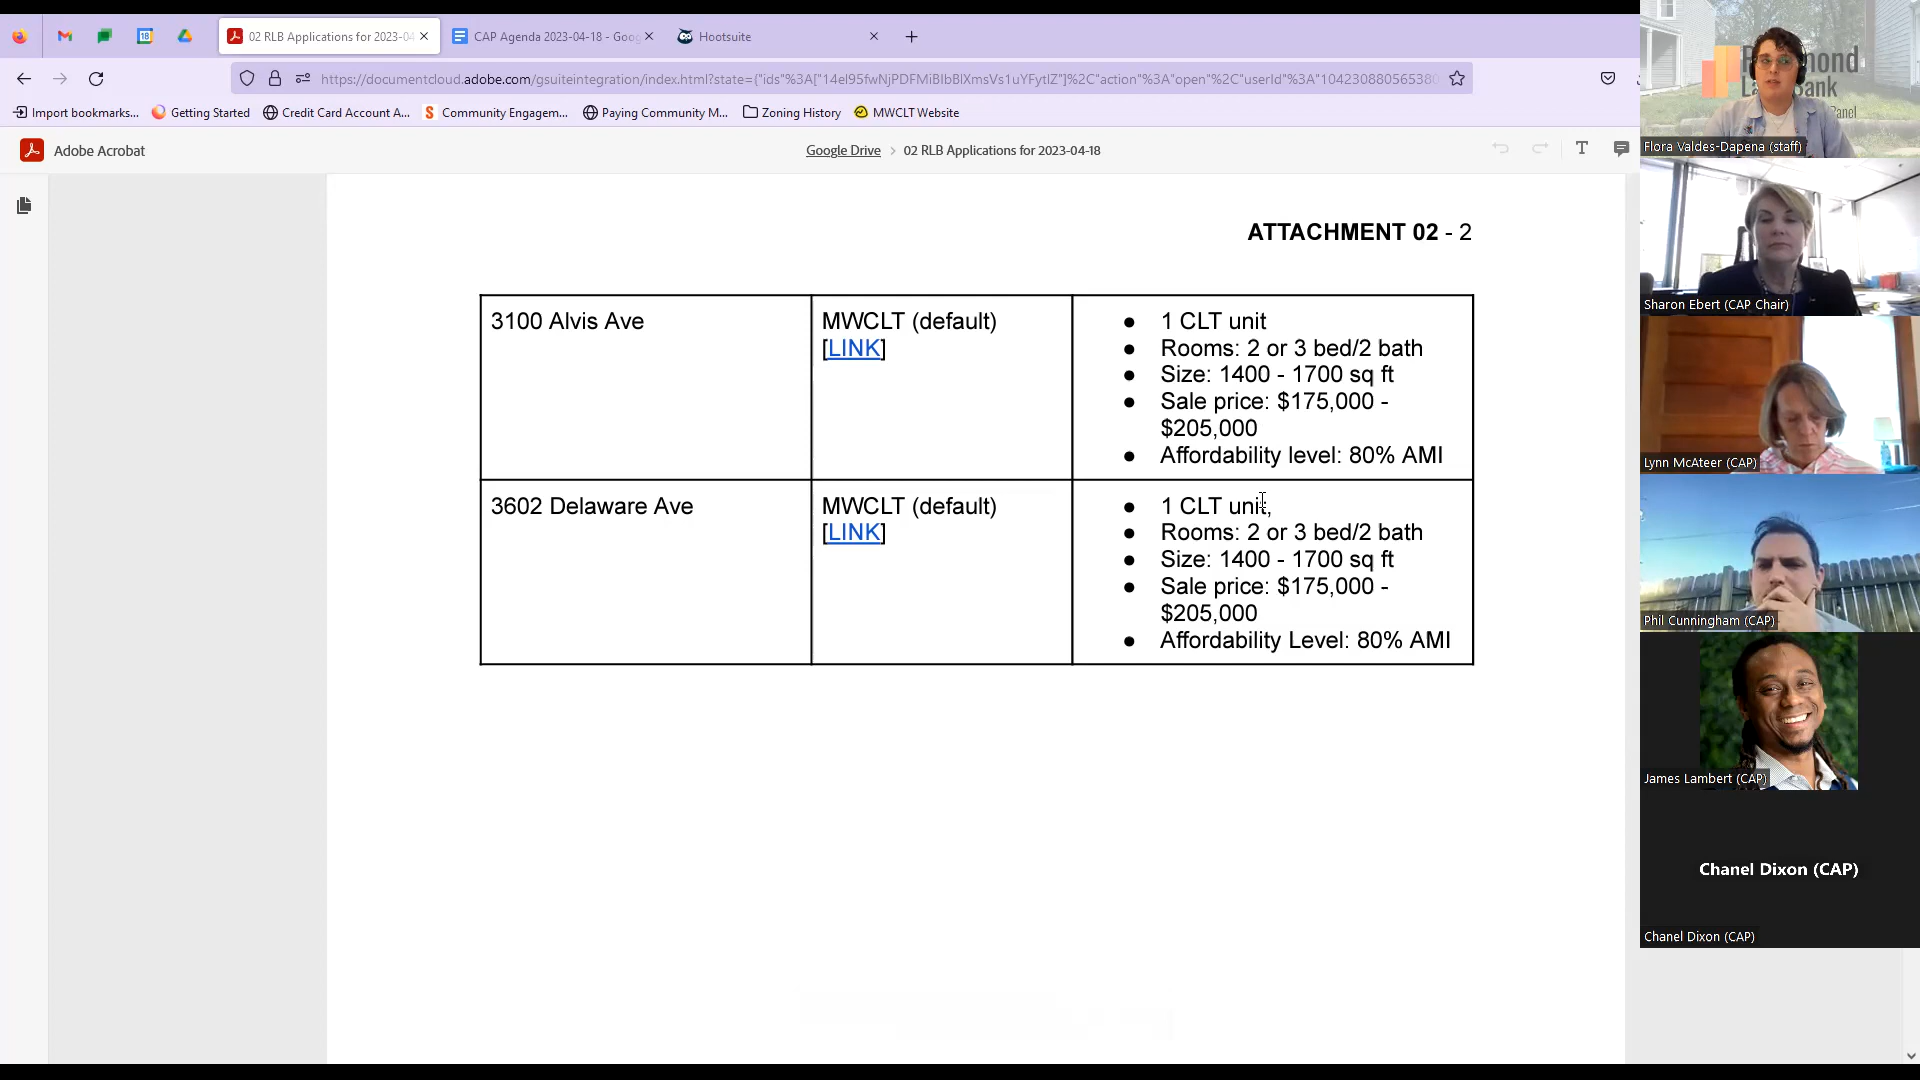 02 RLB Applications for 2023-04
CAP Agenda 2023-04-18 - Goog
Hootsuite
https://documentcloud.adobe.com/gsuiteintegration/index.html?state={"ids"%3A["14el95fwNjPDFMiBIbBlXmsVs1uYFytlZ"]%2C"action"%3A"open"%2C"userId"%3A"104230880565380
Import bookmarks...
Getting Started
Credit Card Account A...
Community Engagem...
Paying Community M...
Zoning History
MWCLT Website
Adobe Acrobat
Google Drive > 02 RLB Applications for 2023-04-18
ATTACHMENT 02 - 2
3100 Alvis Ave
MWCLT (default)
[LINK]
● 1 CLT unit
● Rooms: 2 or 3 bed/2 bath
● Size: 1400 - 1700 sq ft
● Sale price: $175,000 -
$205,000
● Affordability level: 80% AMI
3602 Delaware Ave
MWCLT (default)
[LINK]
● 1 CLT unit,
● Rooms: 2 or 3 bed/2 bath
● Size: 1400 - 1700 sq ft
● Sale price: $175,000 -
$205,000
● Affordability Level: 80% AMI
Panel
Flora Valdes-Dapena (staff)
Sharon Ebert (CAP Chair)
Lynn McAteer (CAP)
Phil Cunningham (CAP)
James Lambert (CAP)
Chanel Dixon (CAP)
Chanel Dixon (CAP)